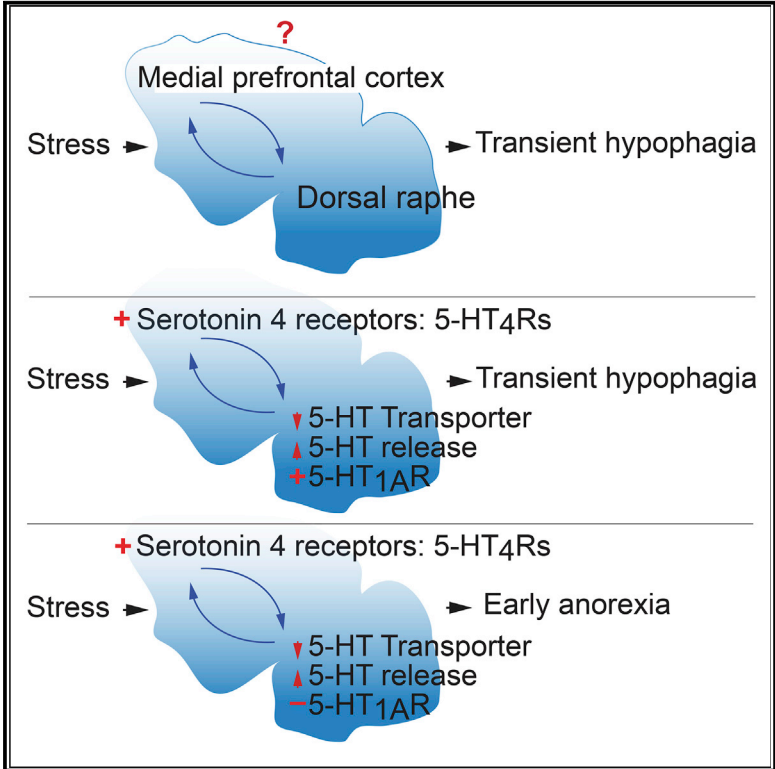 ?
Medial prefrontal cortex
Stress
Transient hypophagia
Dorsal raphe
+ Serotonin 4 receptors: 5-HT4Rs
Stress
Transient hypophagia
5-HT Transporter
5-HT release
+5-HT1AR
+ Serotonin 4 receptors: 5-HT4Rs
Stress
Early anorexia
5-HT Transporter
5-HT release
−5-HT1AR